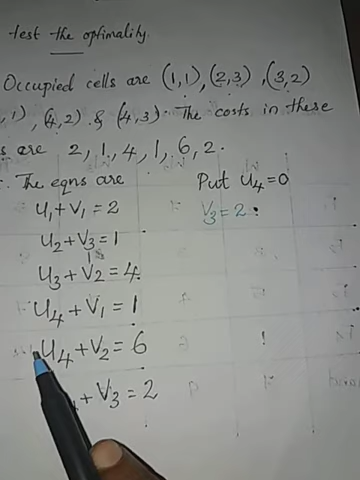 test the optimality.
Occupied cells are (1,1), (2,3), (3,2)
,1), (4,2) & (4,3). The costs in these
s are 2, 1, 4, 1, 6, 2.
The eqns are Put U4=0
U1+V1=2 V3=2.
U2+V3=1
U3+V2=4
U4+V1=1
U4+V2=6
+V3=2